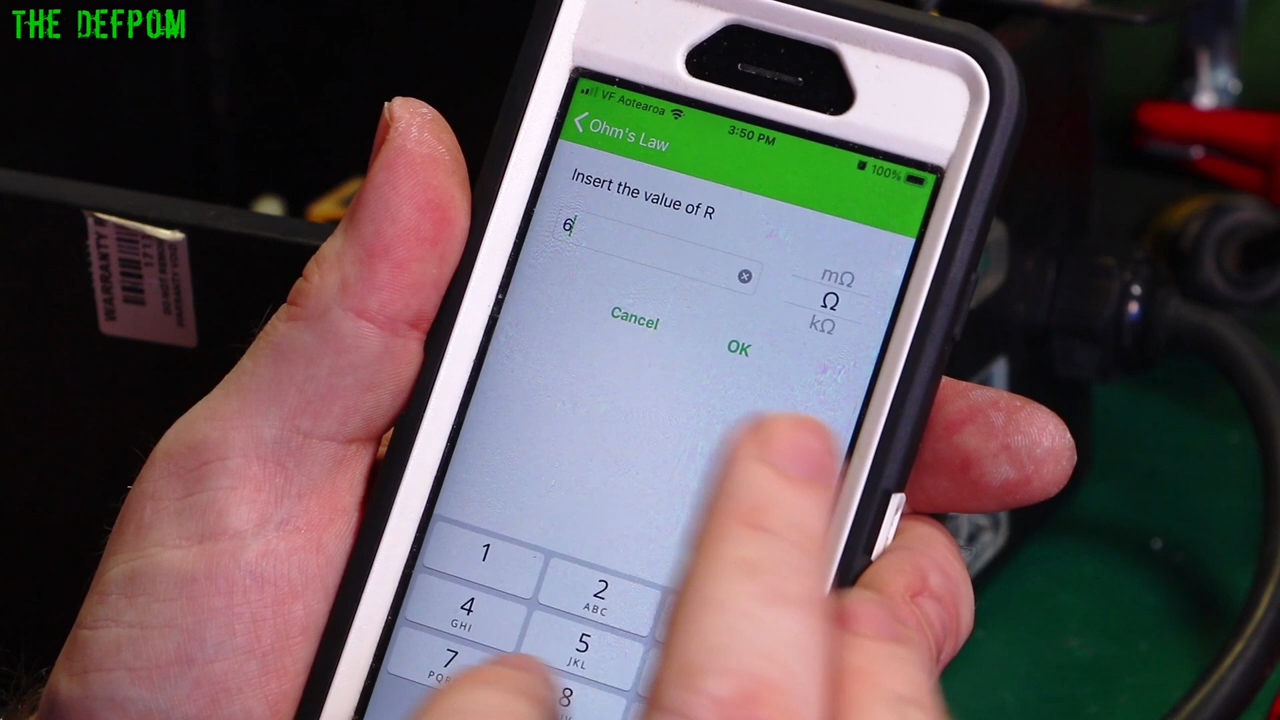 THE DEFPOM
VF Aotearoa
3:50 PM
100%
Ohm's Law
Insert the value of R
6
mΩ
Ω
kΩ
Cancel
OK
1
2
ABC
4
GHI
5
JKL
7
8
WARRANTY